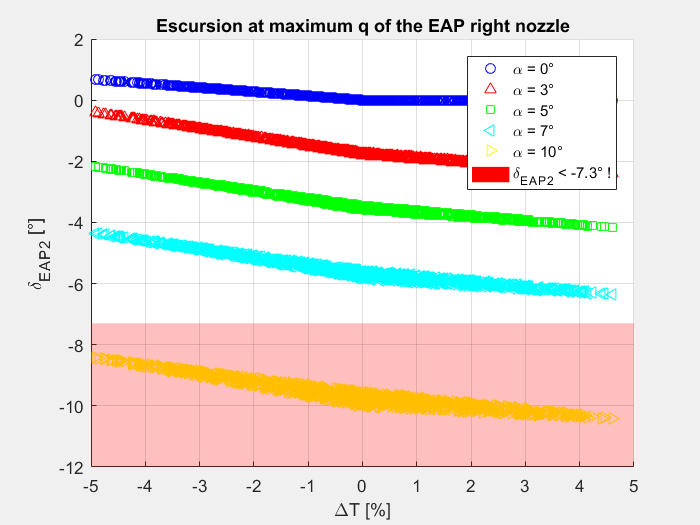 Escursion at maximum q of the EAP right nozzle
α = 0°
α = 3°
α = 5°
α = 7°
α = 10°
δEAP2 < -7.3° !
2
0
-2
-4
-6
-8
-10
-12
δEAP2 [°]
-5 -4 -3 -2 -1 0 1 2 3 4 5
ΔT [%]